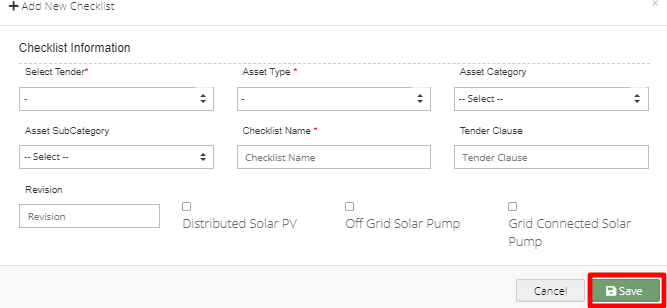 Add New Checklist
×
Checklist Information
Select Tender* Asset Type * Asset Category
- - -- Select --
Asset SubCategory Checklist Name * Tender Clause
-- Select -- Checklist Name Tender Clause
Revision
Revision
Distributed Solar PV Off Grid Solar Pump Grid Connected Solar
Pump
Cancel Save